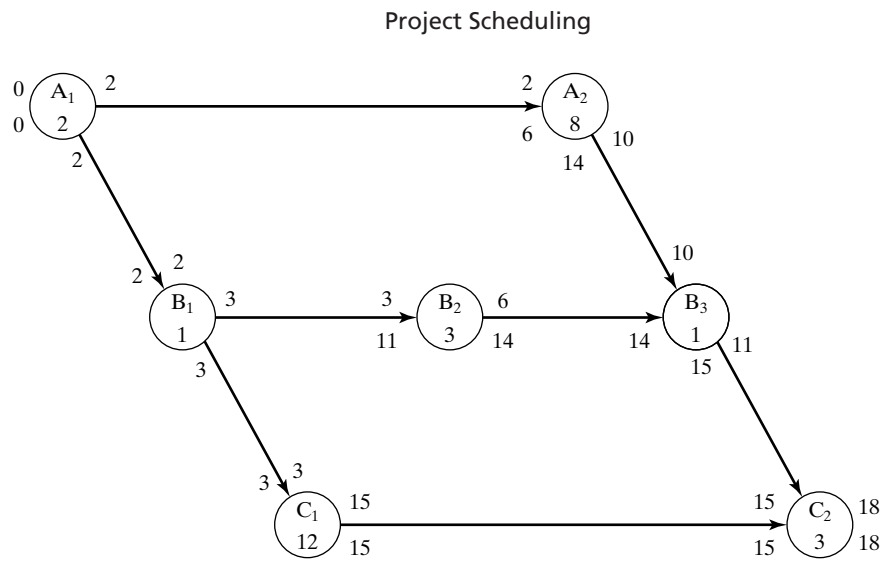 Project Scheduling
0 A₁ 2 2 A₂
0 2 6 8 10
2 14
10
2 2
B₁ 3 3 B₂ 6 B₃
1 11 3 14 14 1 11
3 15
3 3
C₁ 15 15 C₂ 18
12 15 15 3 18